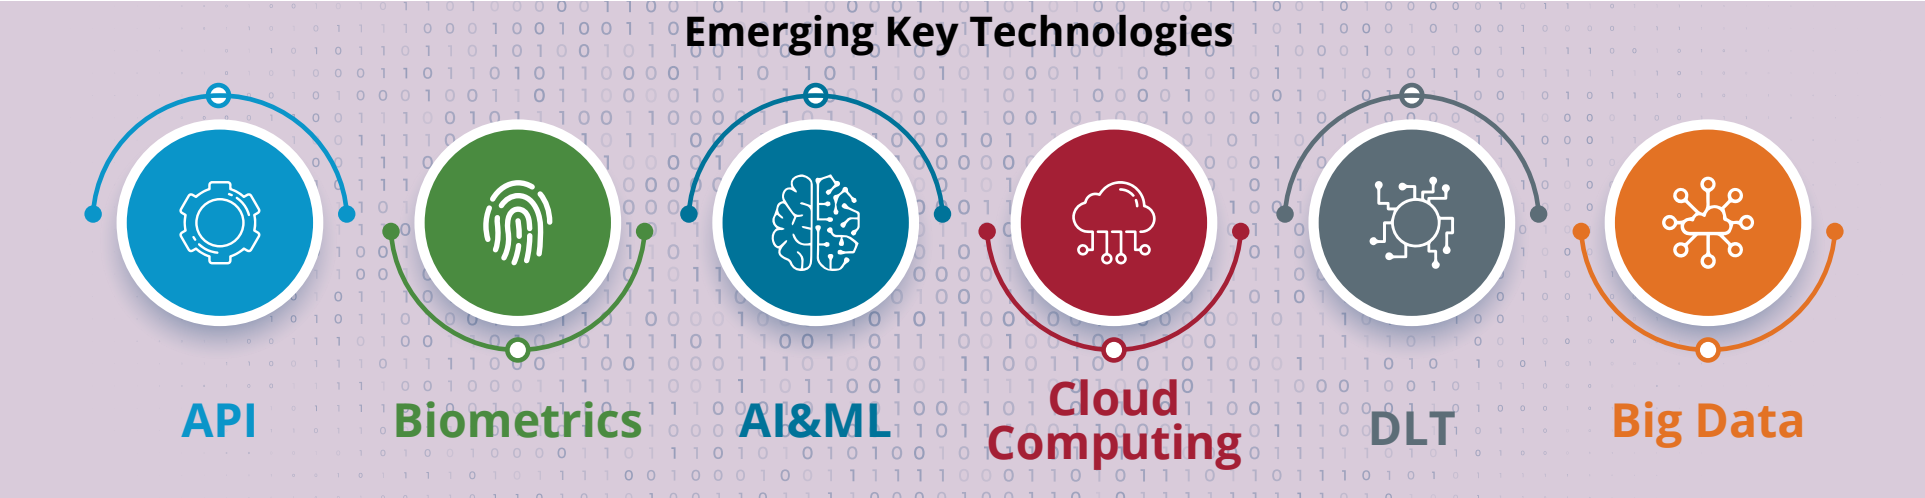 Emerging Key Technologies
API
Biometrics
AI&ML
Cloud
Computing
DLT
Big Data